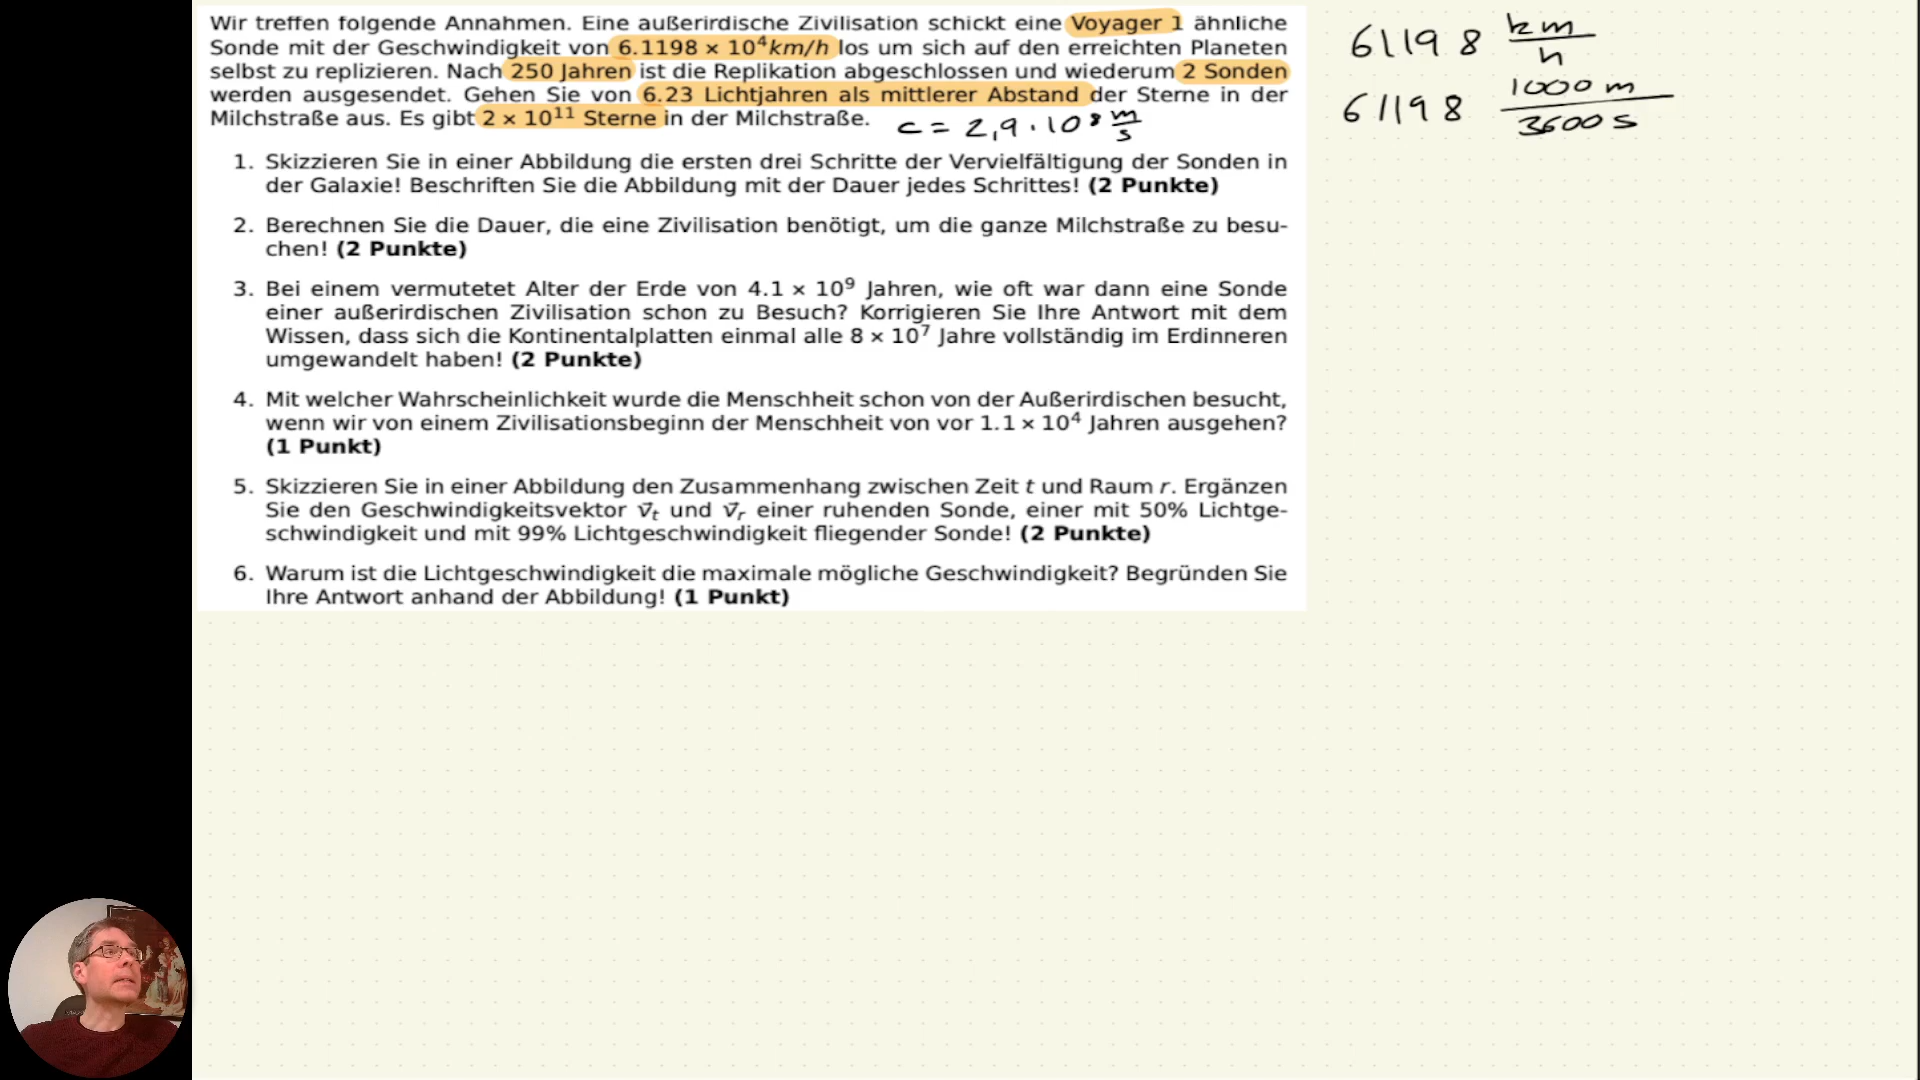 Wir treffen folgende Annahmen. Eine außerirdische Zivilisation schickt eine Voyager 1 ähnliche
Sonde mit der Geschwindigkeit von 6.1198 × 10⁴km/h los um sich auf den erreichten Planeten
selbst zu replizieren. Nach 250 Jahren ist die Replikation abgeschlossen und wiederum 2 Sonden
werden ausgesendet. Gehen Sie von 6.23 Lichtjahren als mittlerer Abstand der Sterne in der
Milchstraße aus. Es gibt 2 × 10¹¹ Sterne in der Milchstraße.
c = 2,9 · 10⁸ m/s
1. Skizzieren Sie in einer Abbildung die ersten drei Schritte der Vervielfältigung der Sonden in
der Galaxie! Beschriften Sie die Abbildung mit der Dauer jedes Schrittes! (2 Punkte)
2. Berechnen Sie die Dauer, die eine Zivilisation benötigt, um die ganze Milchstraße zu besu-
chen! (2 Punkte)
3. Bei einem vermutetet Alter der Erde von 4.1 × 10⁹ Jahren, wie oft war dann eine Sonde
einer außerirdischen Zivilisation schon zu Besuch? Korrigieren Sie Ihre Antwort mit dem
Wissen, dass sich die Kontinentalplatten einmal alle 8 × 10⁷ Jahre vollständig im Erdinneren
umgewandelt haben! (2 Punkte)
4. Mit welcher Wahrscheinlichkeit wurde die Menschheit schon von der Außerirdischen besucht,
wenn wir von einem Zivilisationsbeginn der Menschheit von vor 1.1 × 10⁴ Jahren ausgehen?
(1 Punkt)
5. Skizzieren Sie in einer Abbildung den Zusammenhang zwischen Zeit t und Raum r. Ergänzen
Sie den Geschwindigkeitsvektor v⃗ₜ und v⃗ᵣ einer ruhenden Sonde, einer mit 50% Lichtge-
schwindigkeit und mit 99% Lichtgeschwindigkeit fliegender Sonde! (2 Punkte)
6. Warum ist die Lichtgeschwindigkeit die maximale mögliche Geschwindigkeit? Begründen Sie
Ihre Antwort anhand der Abbildung! (1 Punkt)
61198 km/h
61198 1000 m/3600 s